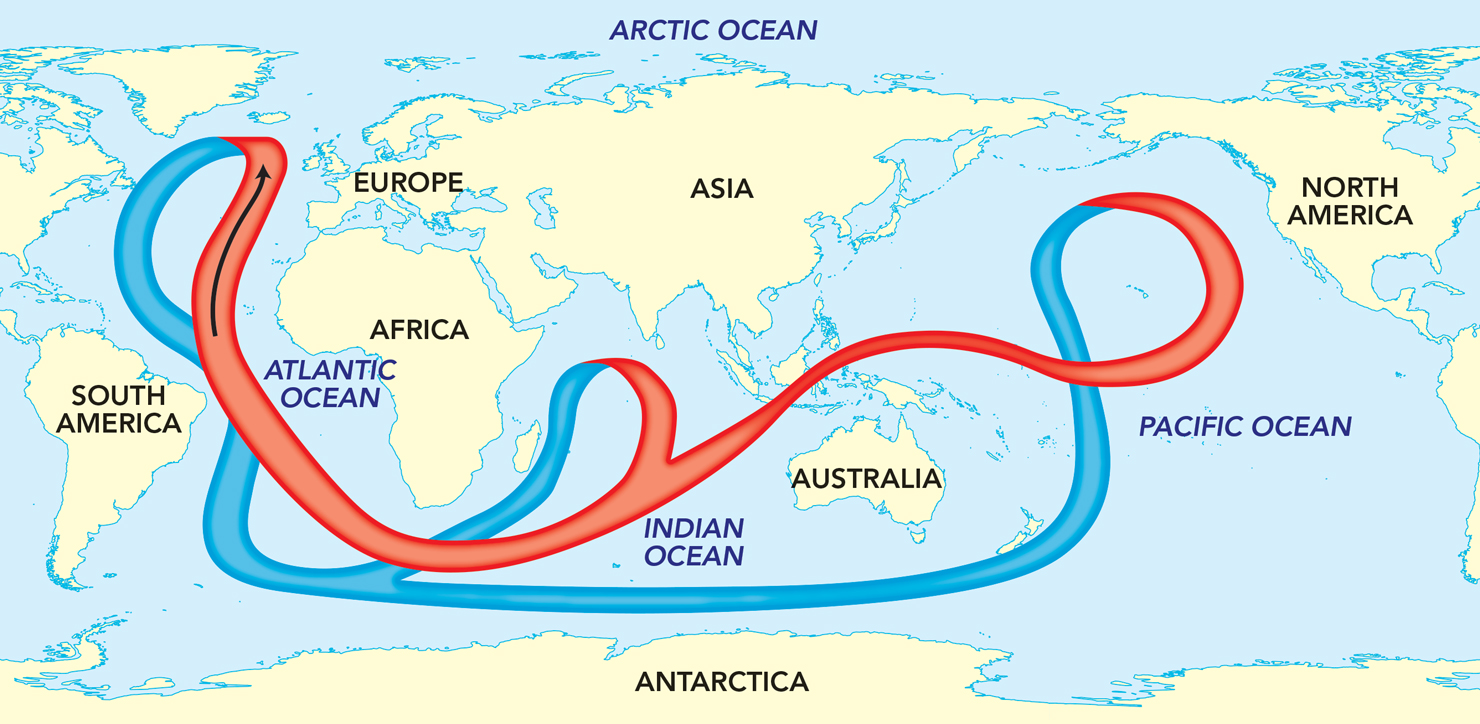 ARCTIC OCEAN
EUROPE
ASIA
NORTH
AMERICA
AFRICA
ATLANTIC
OCEAN
SOUTH
AMERICA
PACIFIC OCEAN
AUSTRALIA
INDIAN
OCEAN
ANTARCTICA